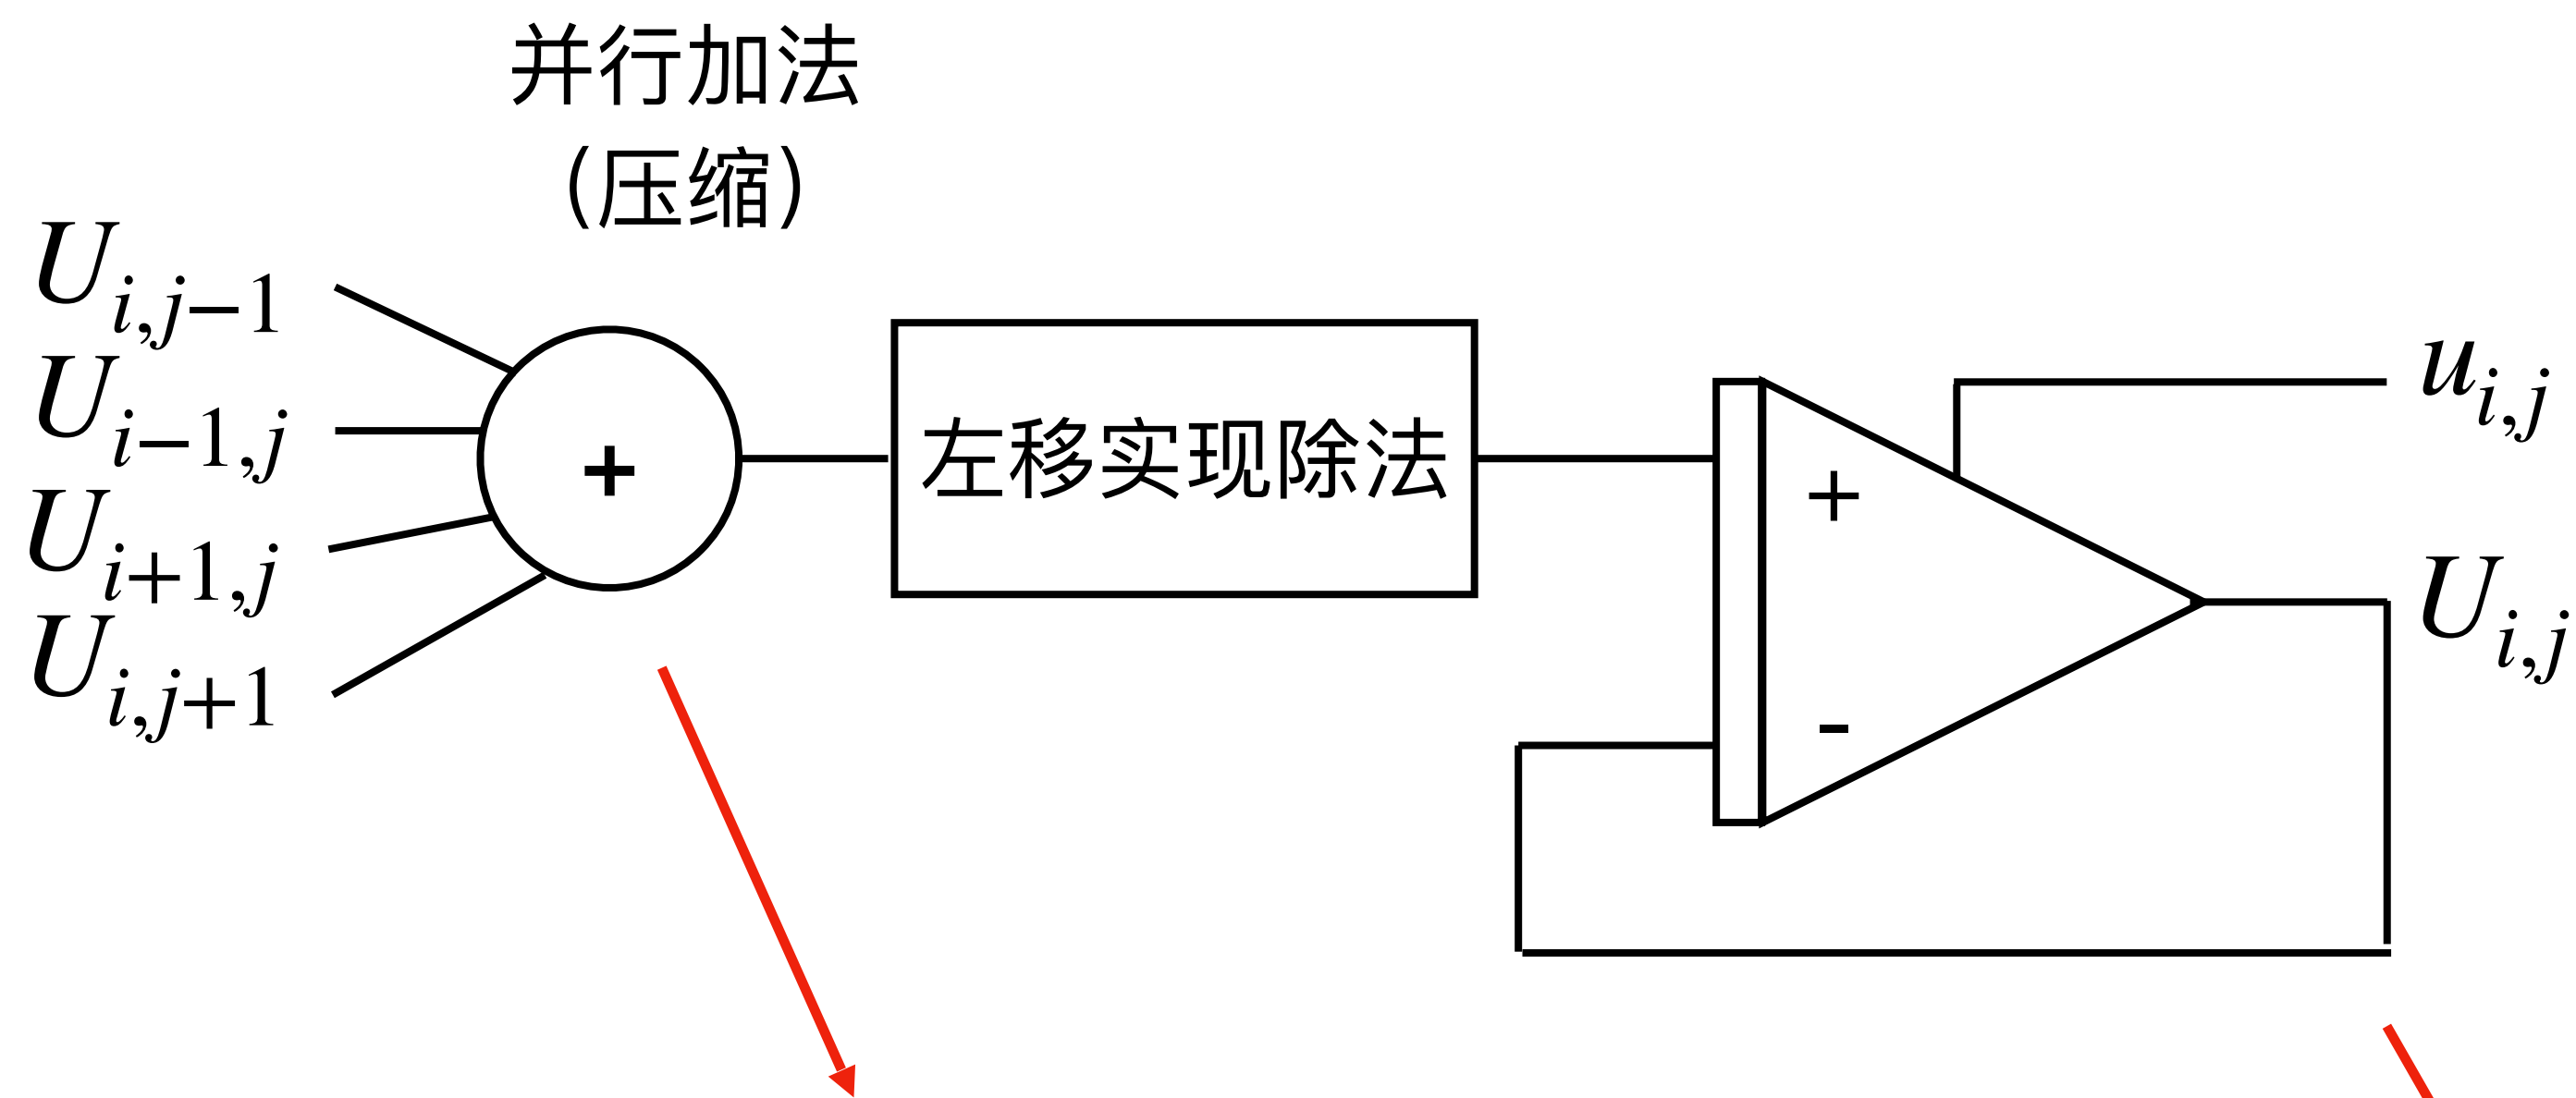 并行加法
(压缩)
U_{i,j−1}
U_{i−1,j}
U_{i+1,j}
U_{i,j+1}
+
左移实现除法
+
-
u_{i,j}
U_{i,j}